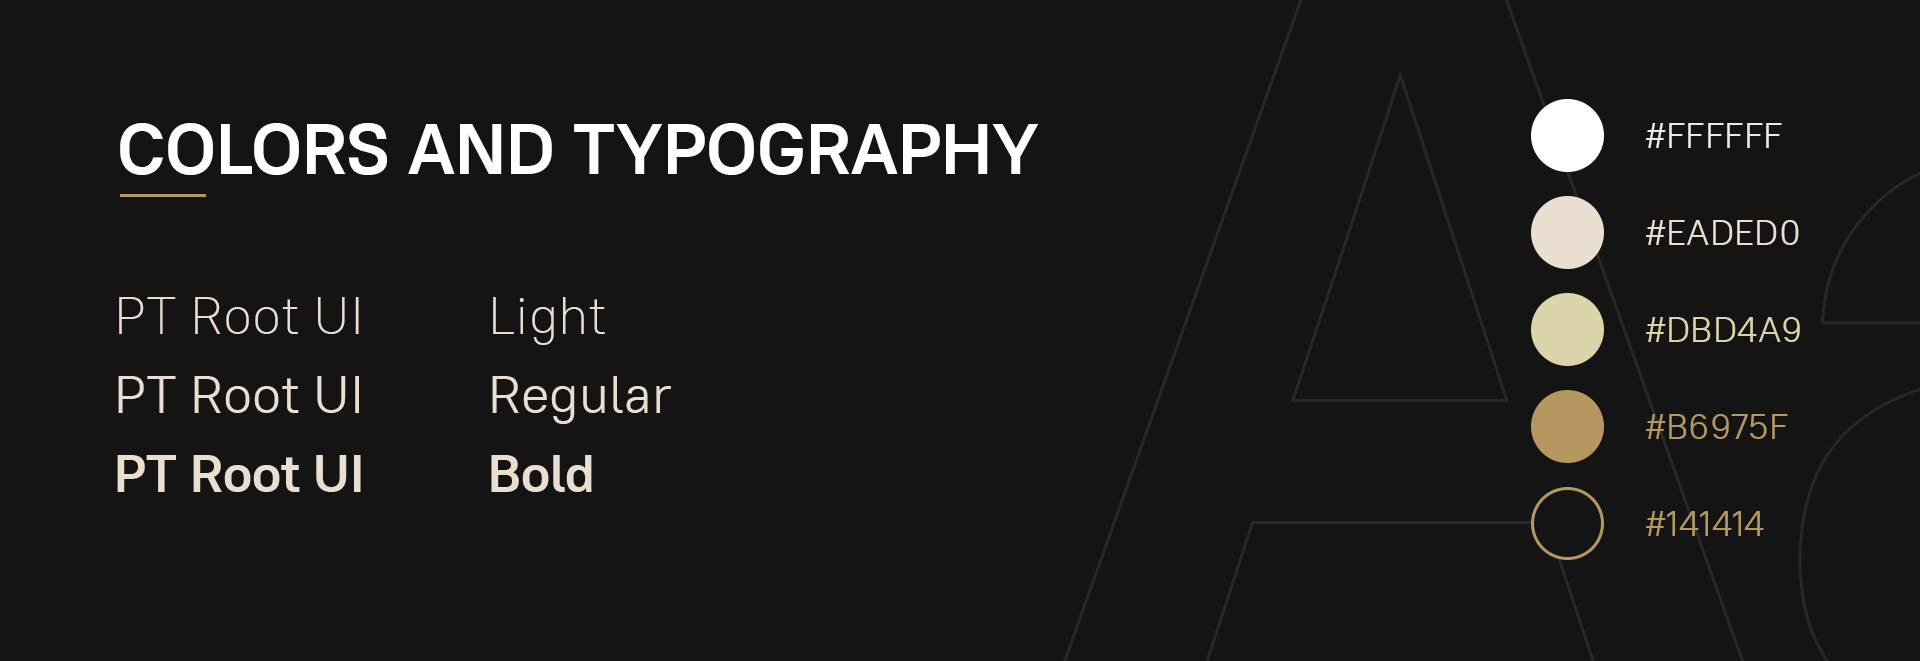 COLORS AND TYPOGRAPHY
PT Root UI Light
PT Root UI Regular
PT Root UI Bold
#FFFFFF
#EADED0
#DBD4A9
#B6975F
#141414
Aa